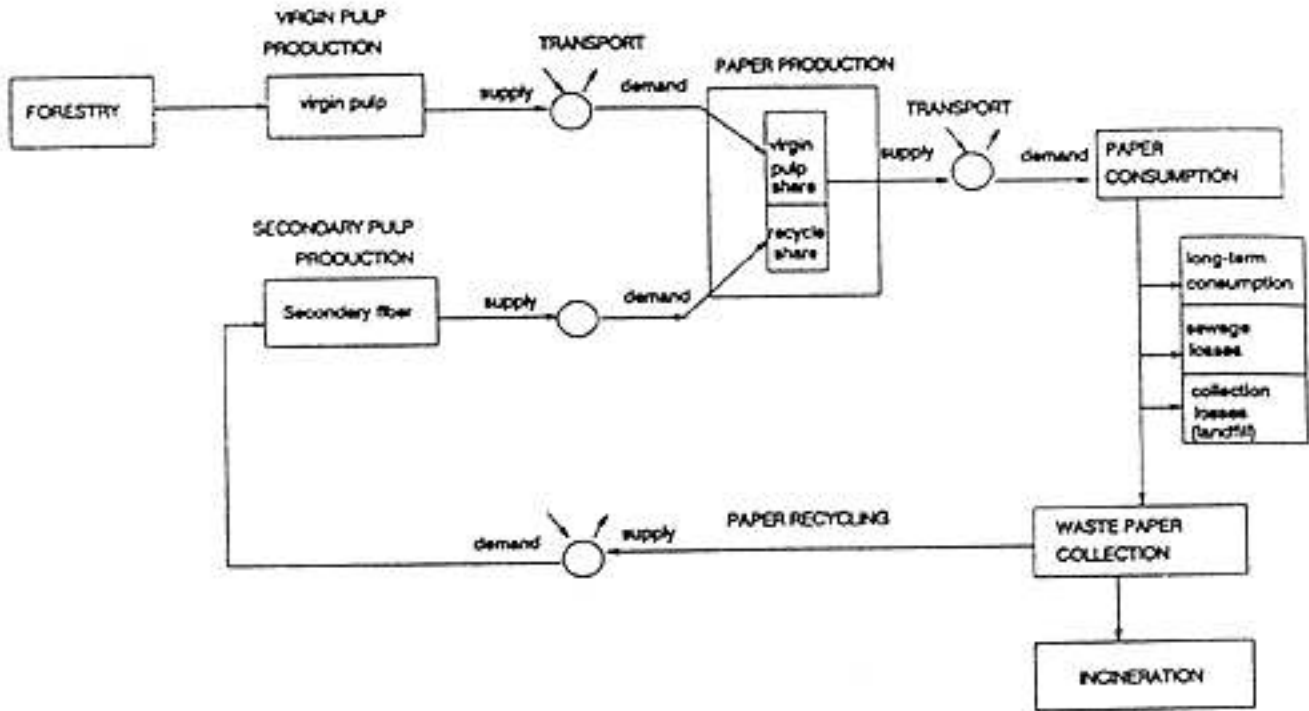 VIRGIN PULP
PRODUCTION
TRANSPORT
PAPER PRODUCTION
FORESTRY
virgin pulp
supply
demand
TRANSPORT
virgin
pulp
share
supply
demand
PAPER
CONSUMPTION
recycle
share
SECONDARY PULP
PRODUCTION
Secondary fiber
supply
demand
long-term
consumption
sewage
losses
collection
losses
(landfill)
demand
supply
PAPER RECYCLING
WASTE PAPER
COLLECTION
INCINERATION